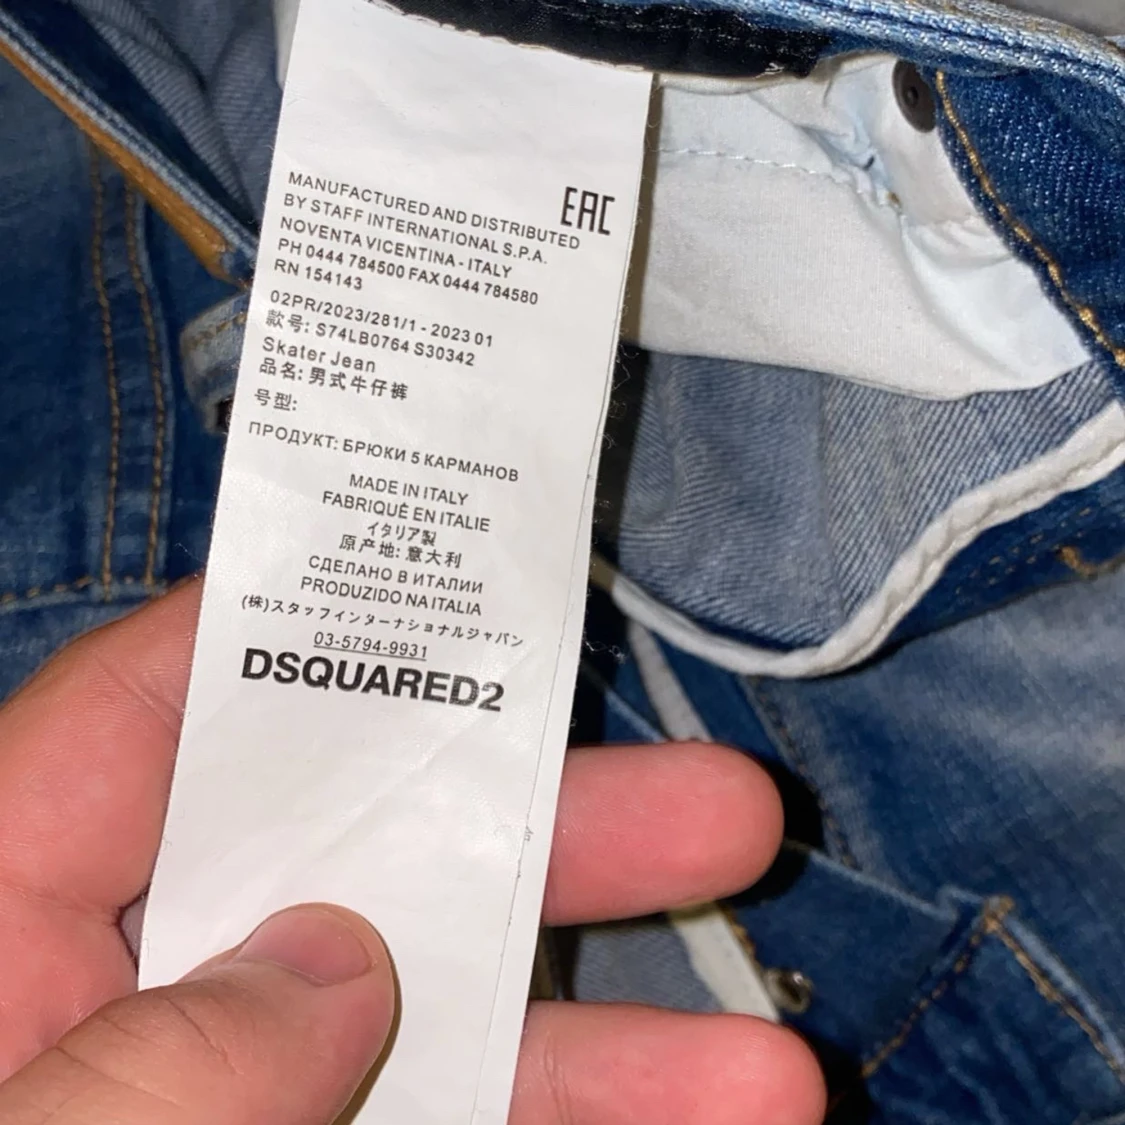 EAC
MANUFACTURED AND DISTRIBUTED
BY STAFF INTERNATIONAL S.P.A.
NOVENTA VICENTINA - ITALY
PH 0444 784500 FAX 0444 784580
RN 154143
02PR/2023/281/1 - 2023 01
款号: S74LB0764 S30342
Skater Jean
品名: 男式牛仔裤
号型:
ПРОДУКТ: БРЮКИ 5 КАРМАНОВ
MADE IN ITALY
FABRIQUÉ EN ITALIE
イタリア製
原产地: 意大利
СДЕЛАНО В ИТАЛИИ
PRODUZIDO NA ITALIA
(株)スタッフインターナショナルジャパン
03-5794-9931
DSQUARED2